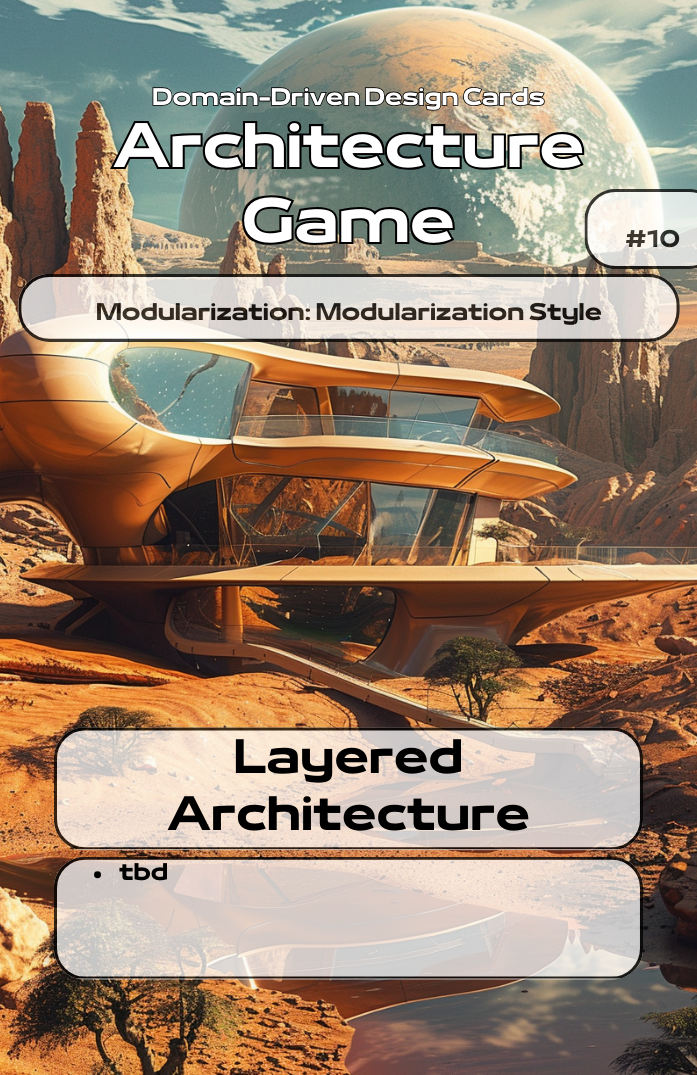 Domain-Driven Design Cards
Architecture
Game
#10
Modularization: Modularization Style
Layered
Architecture
• tbd